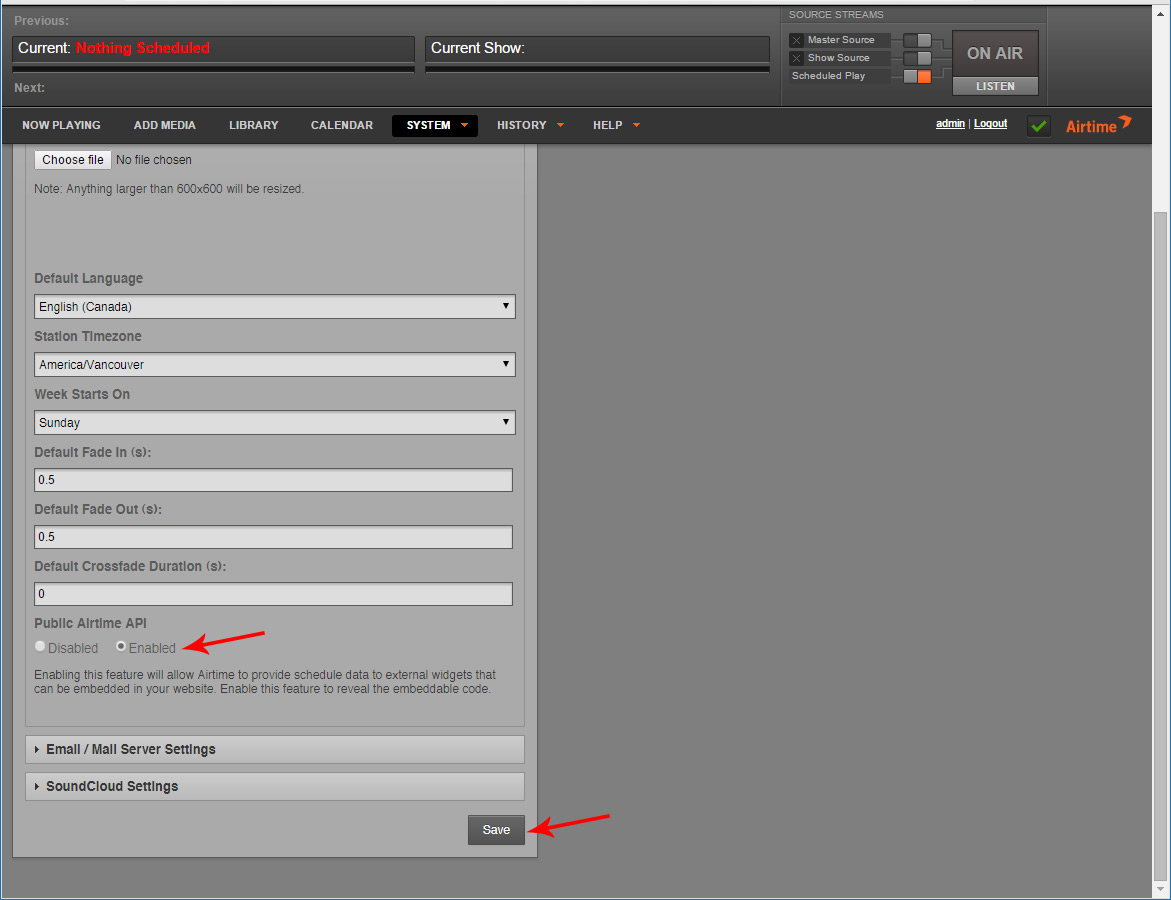 Previous:
Current: Nothing Scheduled
Current Show:
Next:
SOURCE STREAMS
Master Source
Show Source
Scheduled Play
ON AIR
LISTEN
NOW PLAYING ADD MEDIA LIBRARY CALENDAR SYSTEM HISTORY HELP admin | Logout Airtime
Choose file No file chosen
Note: Anything larger than 600x600 will be resized.
Default Language
English (Canada)
Station Timezone
America/Vancouver
Week Starts On
Sunday
Default Fade In (s):
0.5
Default Fade Out (s):
0.5
Default Crossfade Duration (s):
0
Public Airtime API
Disabled Enabled
Enabling this feature will allow Airtime to provide schedule data to external widgets that
can be embedded in your website. Enable this feature to reveal the embeddable code.
Email / Mail Server Settings
SoundCloud Settings
Save